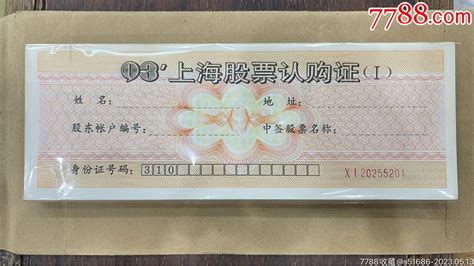 7788.com
93'上海股票认购证(I)
姓名: 地址:
股东帐户编号: 中签股票名称:
身份证号码: 310 XI20255201
7788收藏@s51686-2023.05.13